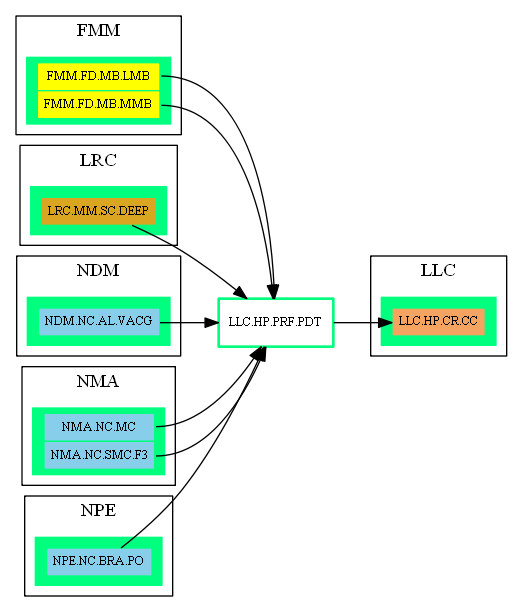 FMM
FMM.FD.MB.LMB
FMM.FD.MB.MMB
LRC
LRC.MM.SC.DEEP
NDM
NDM.NC.AL.VACG
NMA
NMA.NC.MC
NMA.NC.SMC.F3
NPE
NPE.NC.BRA.PO
LLC.HP.PRF.PDT
LLC
LLC.HP.CR.CC